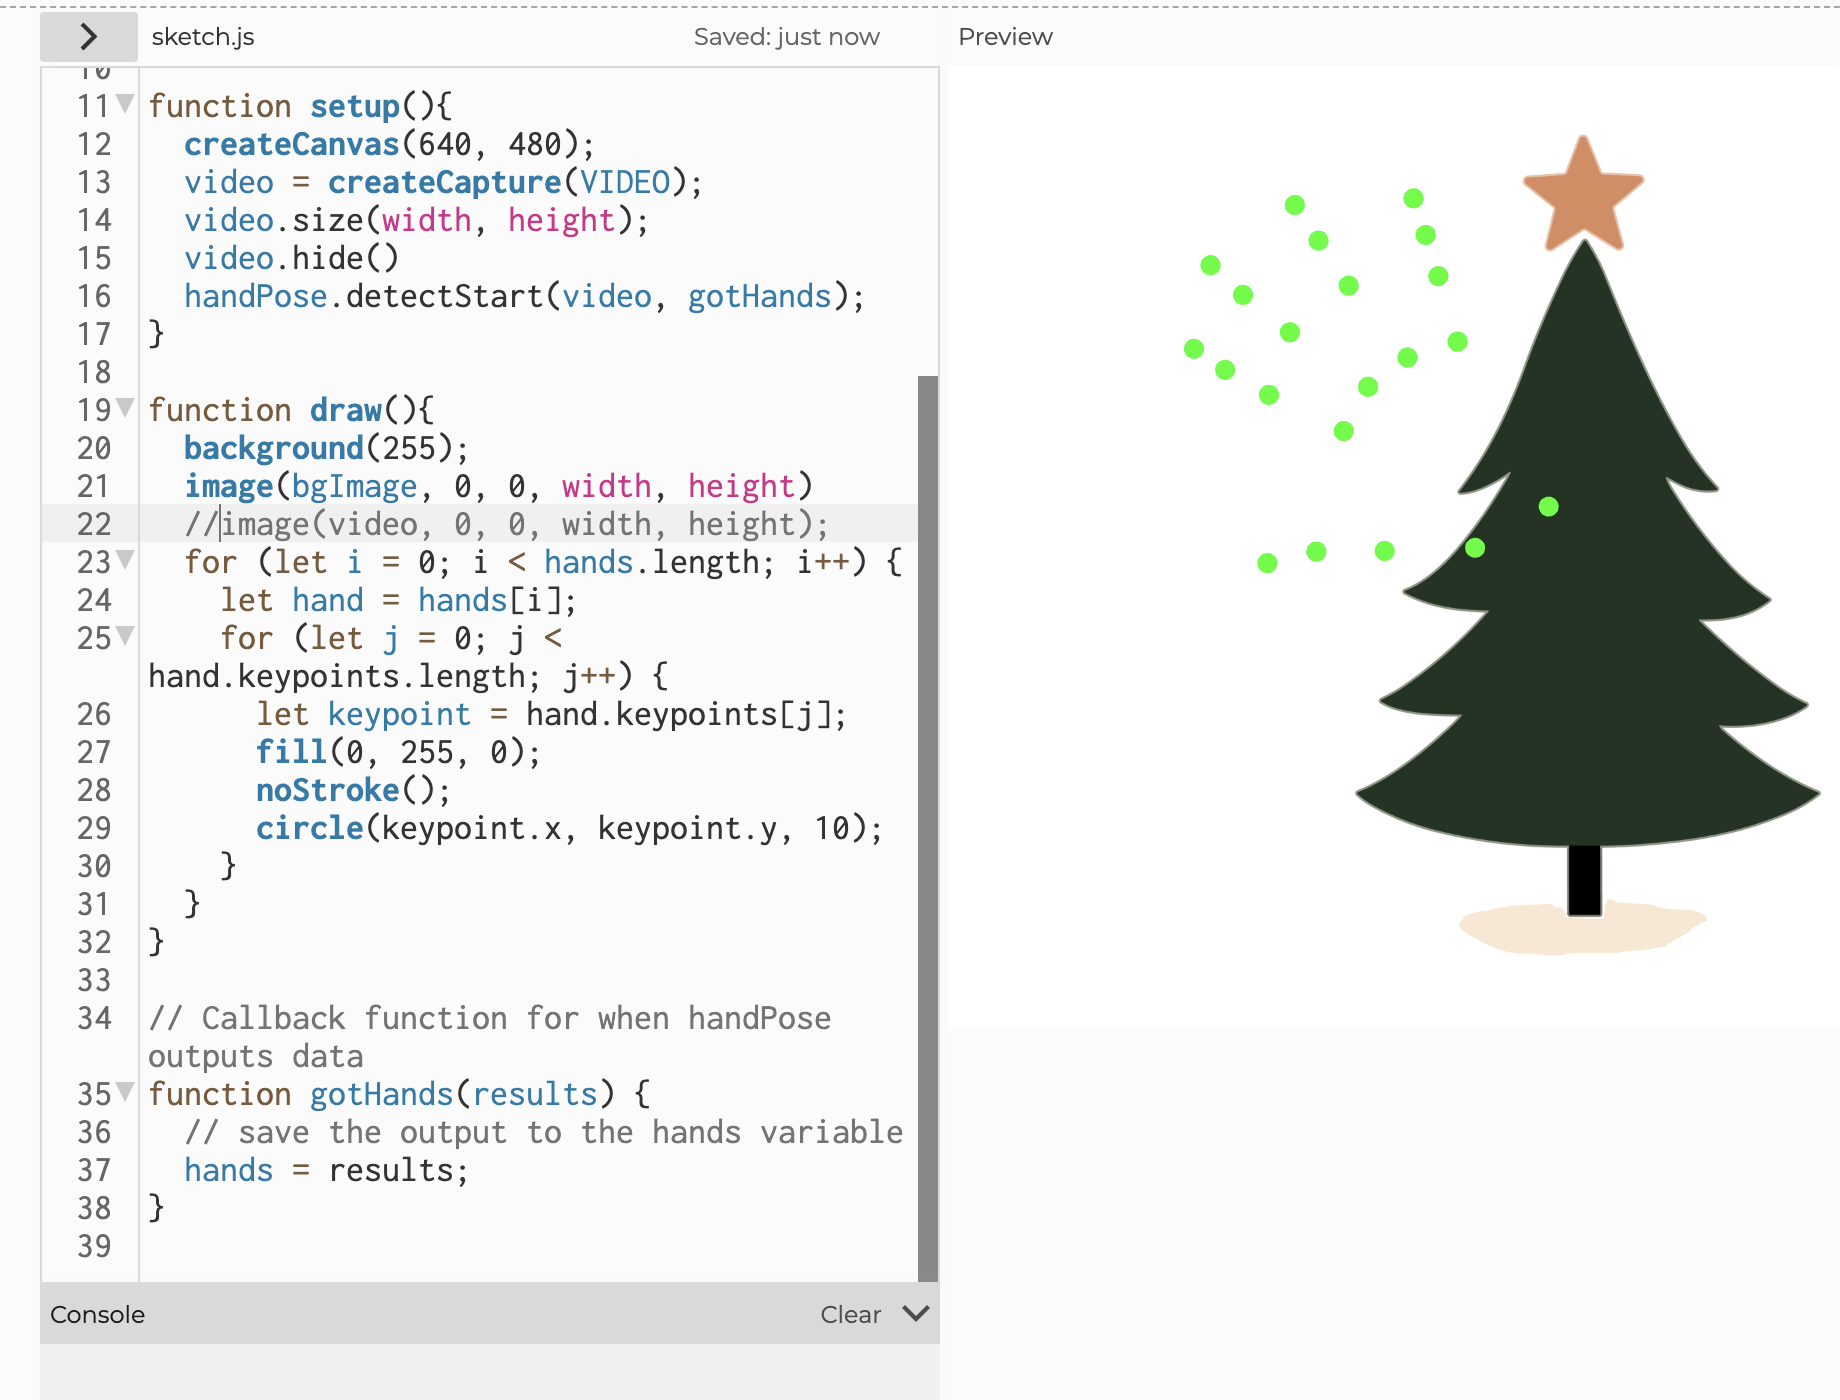 sketch.js
Saved: just now
Preview
10
11 function setup(){
12 createCanvas(640, 480);
13 video = createCapture(VIDEO);
14 video.size(width, height);
15 video.hide()
16 handPose.detectStart(video, gotHands);
17 }
18
19 function draw(){
20 background(255);
21 image(bgImage, 0, 0, width, height)
22 //image(video, 0, 0, width, height);
23 for (let i = 0; i < hands.length; i++) {
24 let hand = hands[i];
25 for (let j = 0; j <
hand.keypoints.length; j++) {
26 let keypoint = hand.keypoints[j];
27 fill(0, 255, 0);
28 noStroke();
29 circle(keypoint.x, keypoint.y, 10);
30 }
31 }
32 }
33
34 // Callback function for when handPose
outputs data
35 function gotHands(results) {
36 // save the output to the hands variable
37 hands = results;
38 }
39
Console
Clear